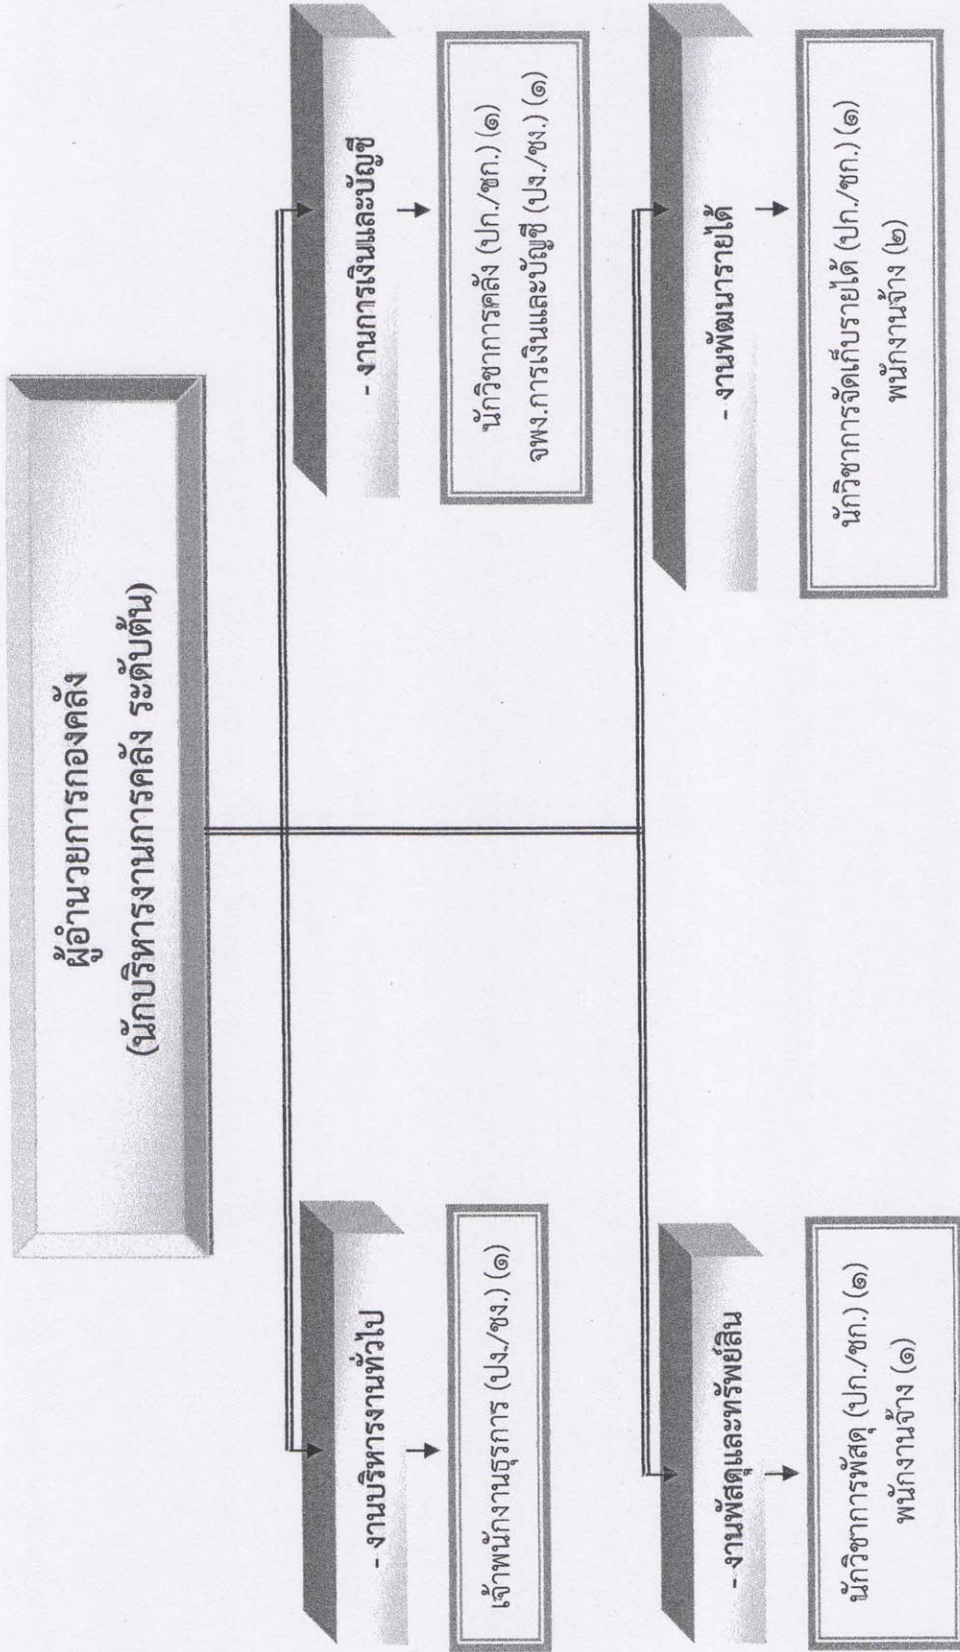 ผู้อำนวยการกองคลัง
(นักบริหารงานการคลัง ระดับต้น)
- งานบริหารงานทั่วไป
เจ้าพนักงานธุรการ (ปง./ชง.) (๑)
- งานการเงินและบัญชี
นักวิชาการคลัง (ปก./ชก.) (๑)
จพง.การเงินและบัญชี (ปง./ชง.) (๑)
- งานพัสดุและทรัพย์สิน
นักวิชาการพัสดุ (ปก./ชก.) (๑)
พนักงานจ้าง (๑)
- งานพัฒนารายได้
นักวิชาการจัดเก็บรายได้ (ปก./ชก.) (๑)
พนักงานจ้าง (๒)